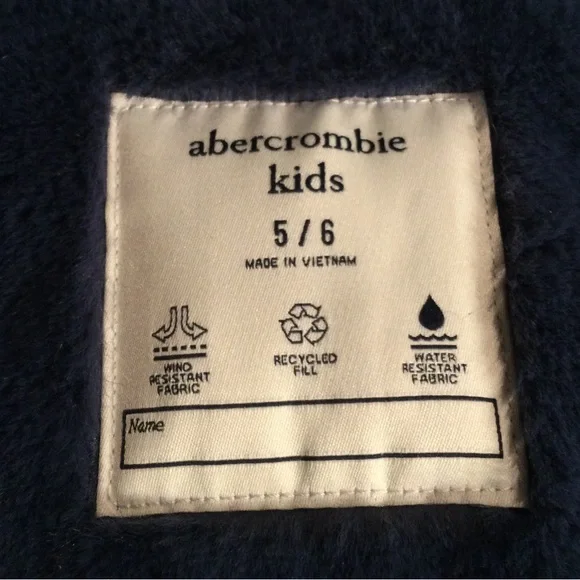 abercrombie
kids
5 / 6
MADE IN VIETNAM
WIND
RESISTANT
FABRIC
RECYCLED
FILL
WATER
RESISTANT
FABRIC
Name